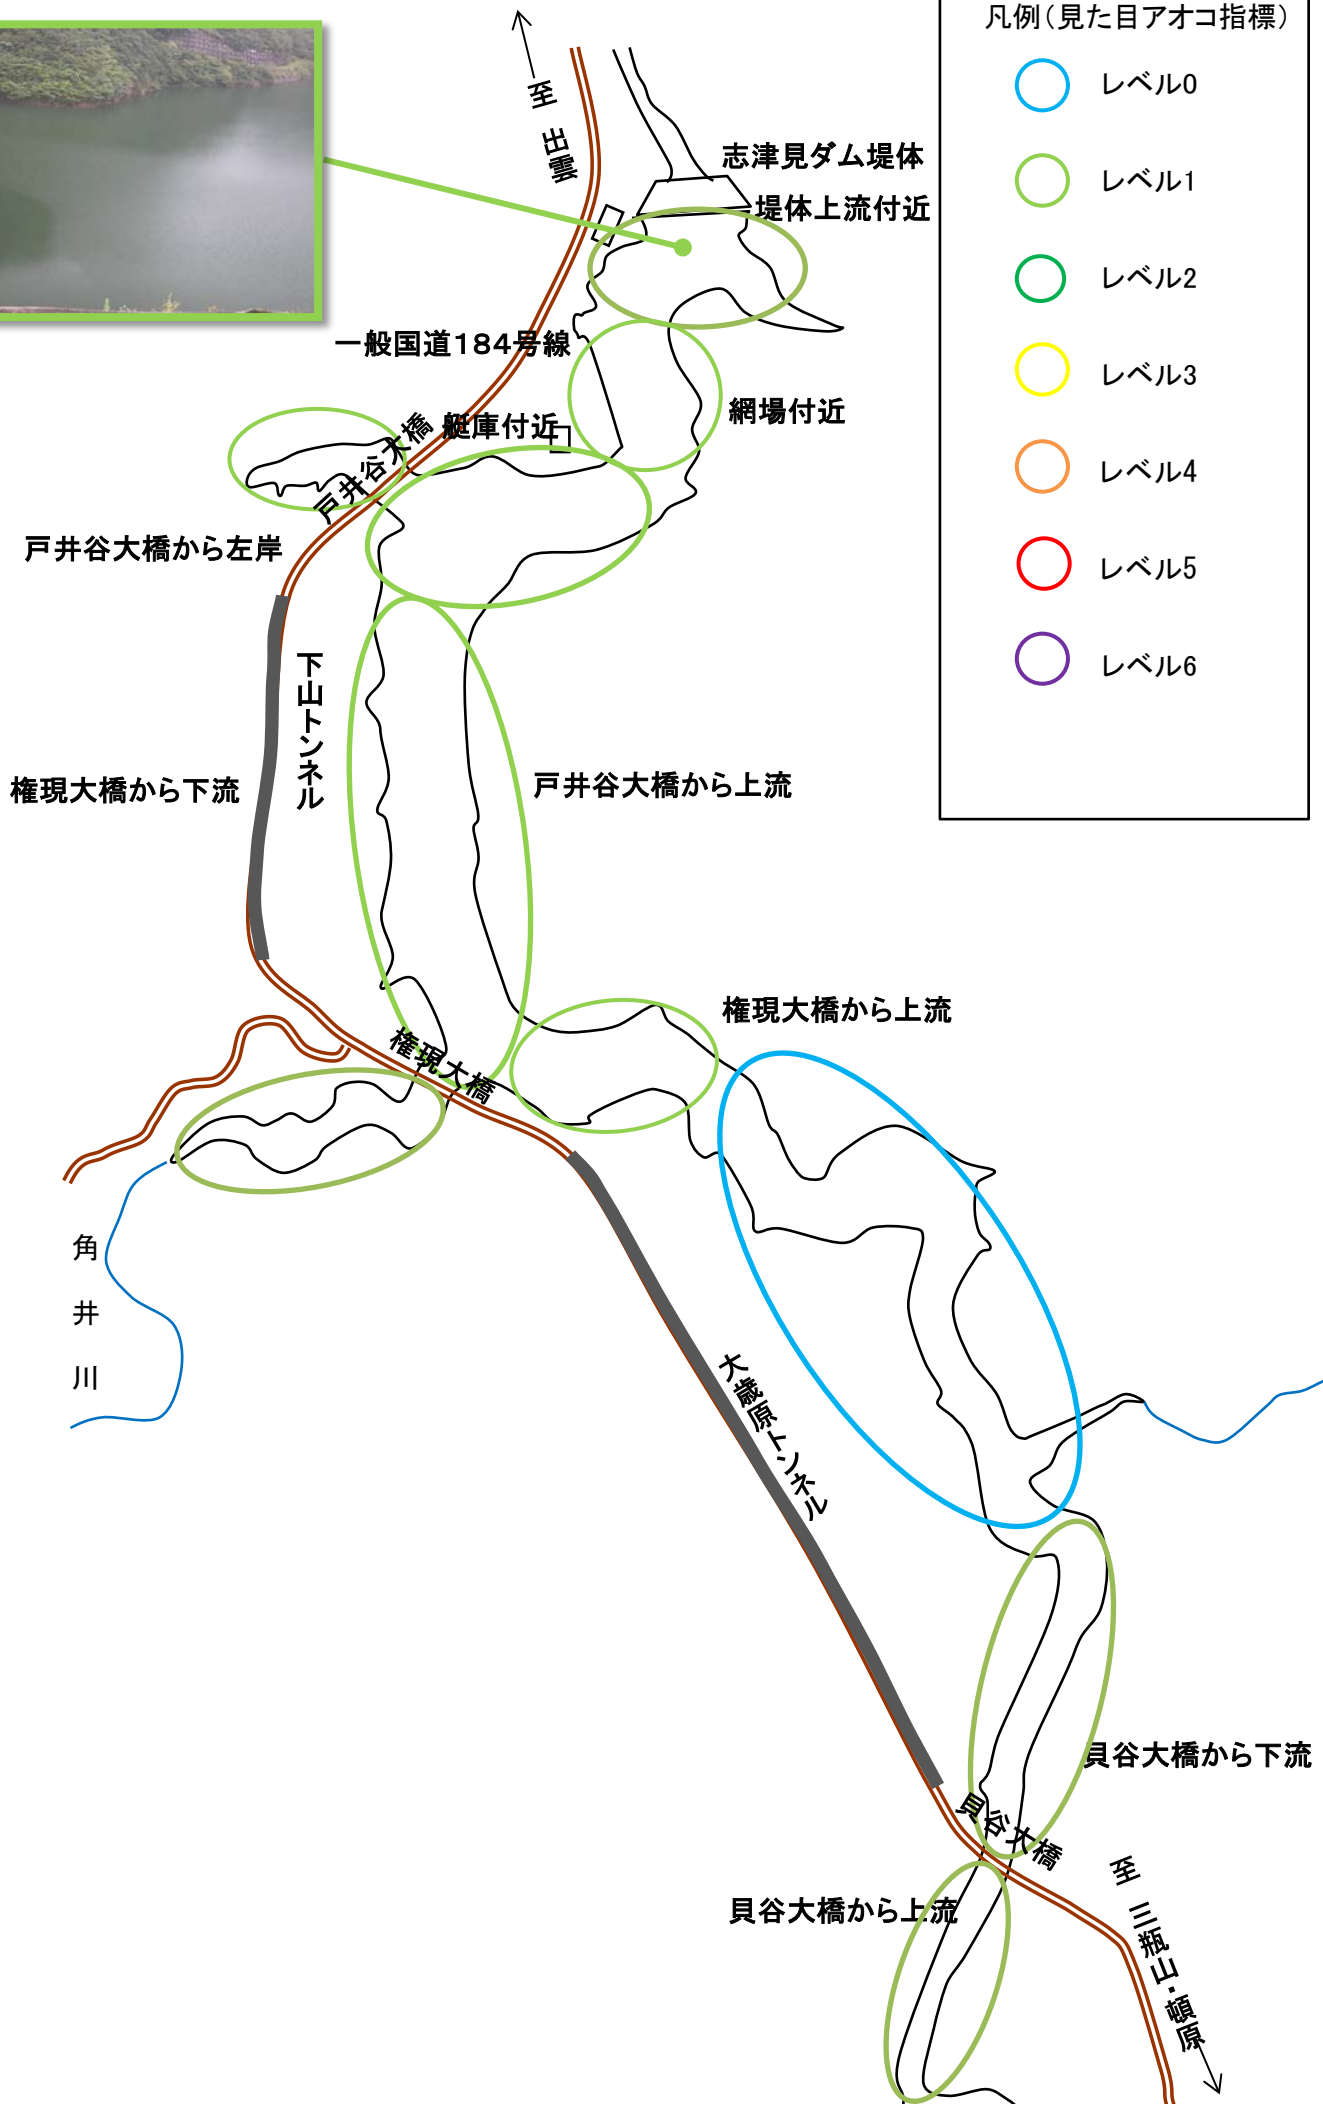 凡例（見た目アオコ指標）
レベル0
レベル1
レベル2
レベル3
レベル4
レベル5
レベル6
至 出雲
志津見ダム堤体
堤体上流付近
一般国道184号線
網場付近
艇庫付近
戸井谷大橋
戸井谷大橋から左岸
下山トンネル
権現大橋から下流
戸井谷大橋から上流
権現大橋から上流
権現大橋
角井川
大歳原トンネル
貝谷大橋から下流
貝谷大橋
貝谷大橋から上流
至 三瓶山・頓原